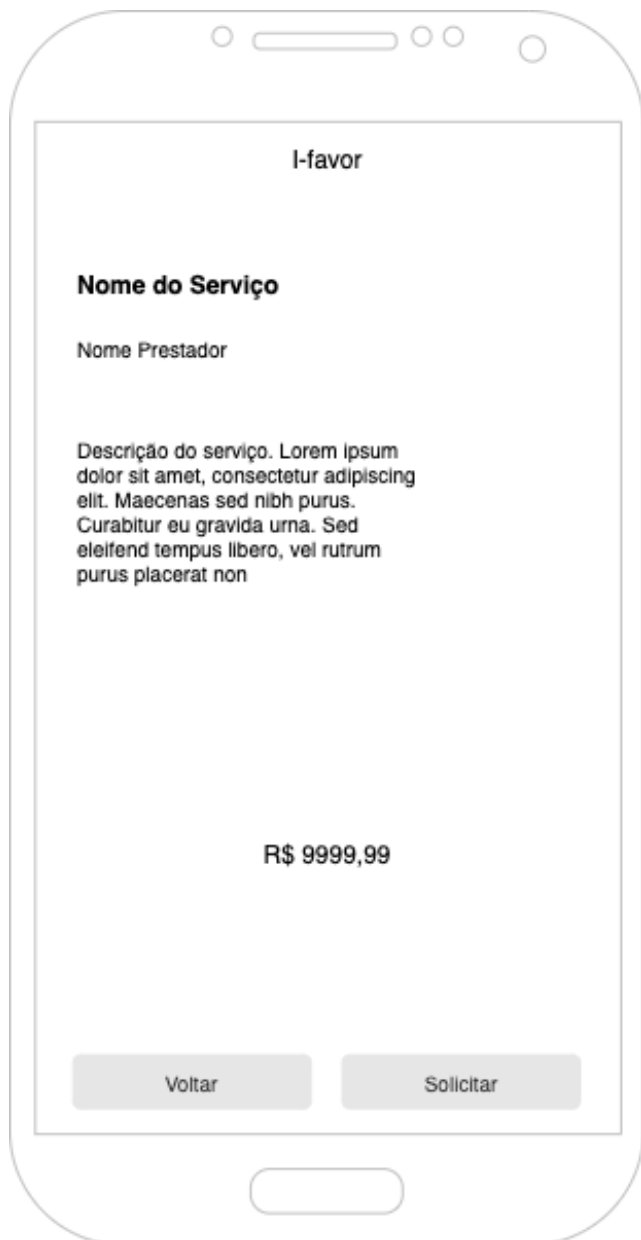 I-favor
Nome do Serviço
Nome Prestador
Descrição do serviço. Lorem ipsum
dolor sit amet, consectetur adipiscing
elit. Maecenas sed nibh purus.
Curabitur eu gravida urna. Sed
eleifend tempus libero, vel rutrum
purus placerat non
R$ 9999,99
Voltar
Solicitar